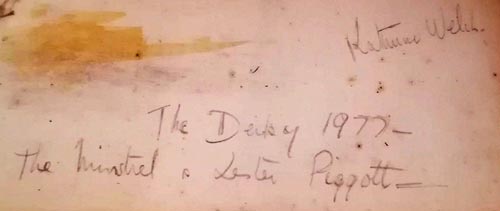 Katrina Welch.
The Derby 1977-
The Minstrel & Lester Piggott-